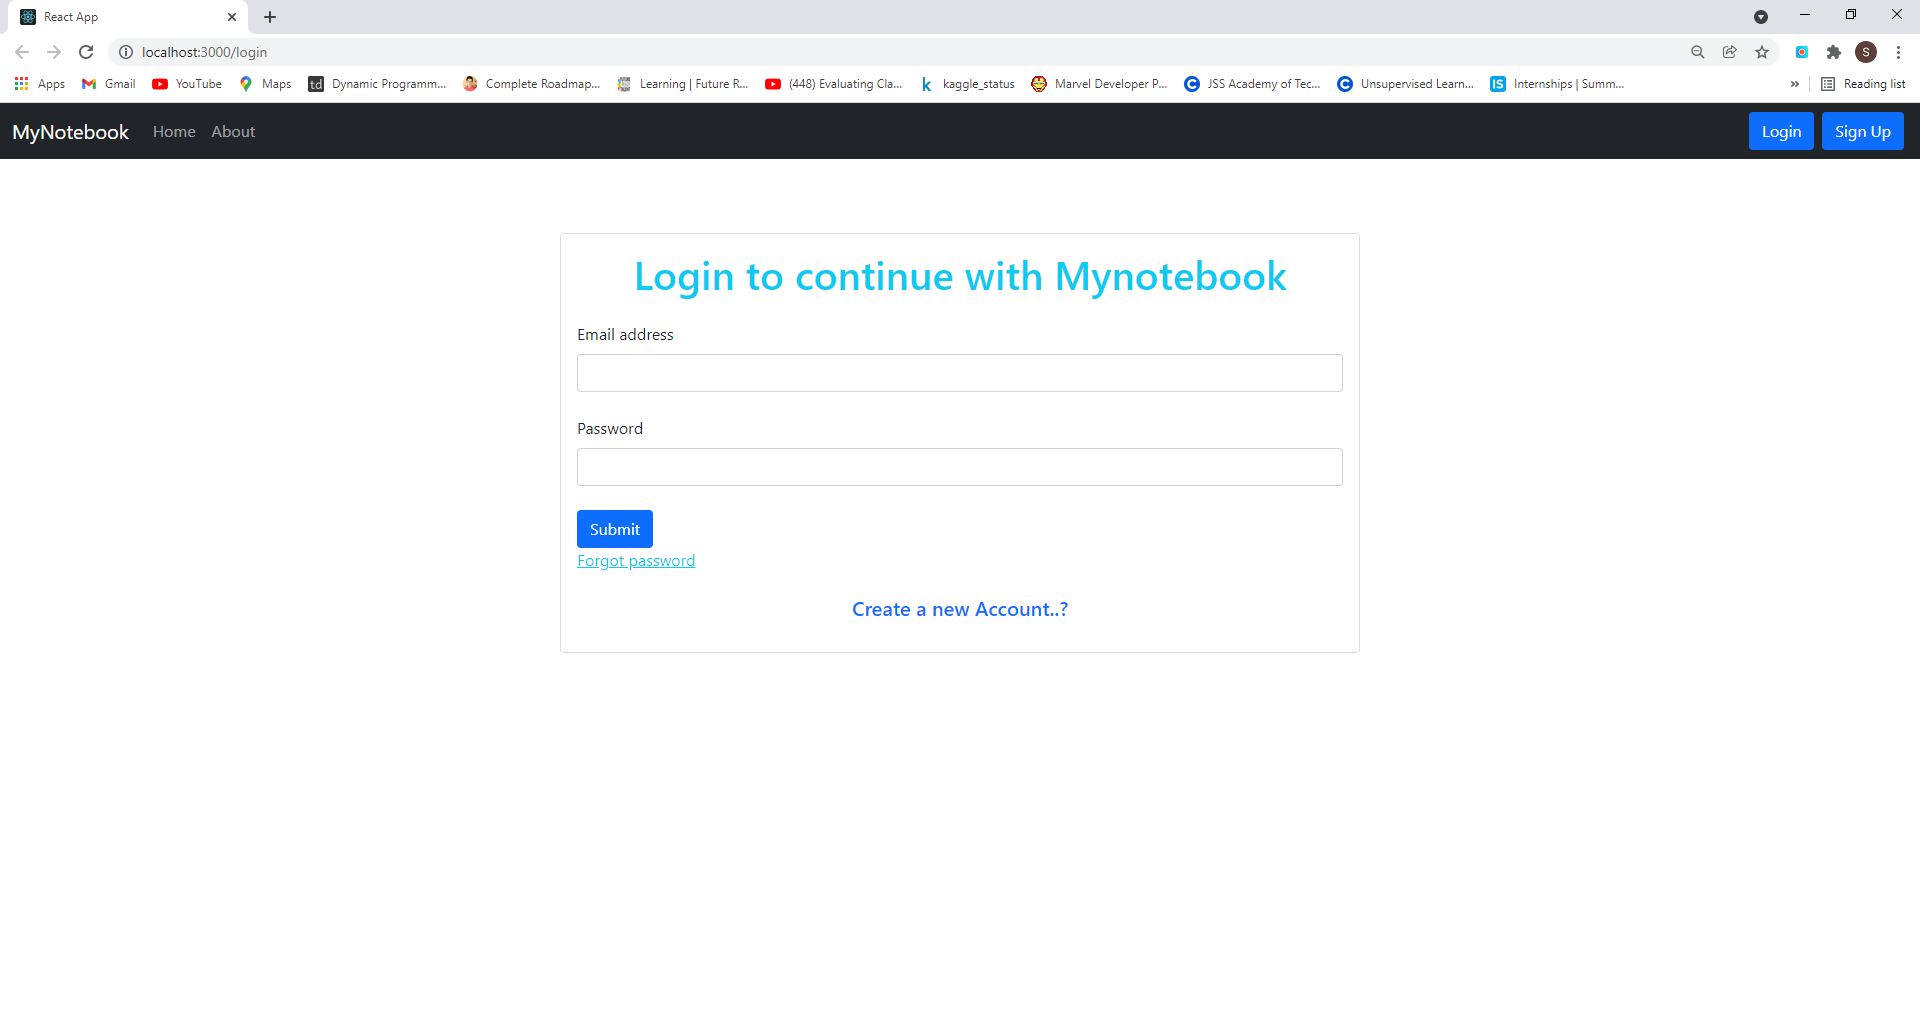 React App
localhost:3000/login
Apps Gmail YouTube Maps td Dynamic Programm... Complete Roadmap... Learning | Future R... (448) Evaluating Cla... k kaggle_status Marvel Developer P... C JSS Academy of Tec... C Unsupervised Learn... IS Internships | Summ... » Reading list
S
MyNotebook Home About Login Sign Up
Login to continue with Mynotebook
Email address
Password
Submit
Forgot password
Create a new Account..?